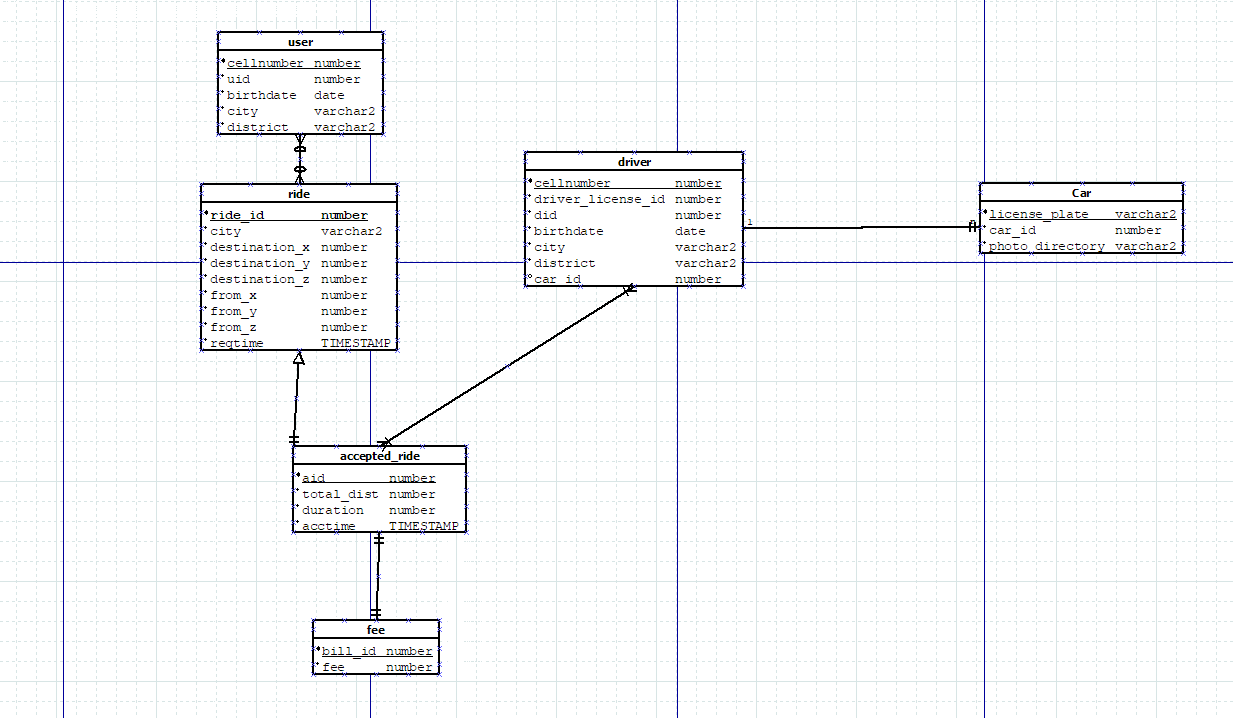 user
cellnumber number
uid number
birthdate date
city varchar2
district varchar2
ride
ride_id number
city varchar2
destination_x number
destination_y number
destination_z number
from_x number
from_y number
from_z number
reqtime TIMESTAMP
driver
cellnumber number
driver_license_id number
did number
birthdate date
city varchar2
district varchar2
car_id number
1
n
Car
license_plate varchar2
car_id number
photo_directory varchar2
accepted_ride
aid number
total_dist number
duration number
acctime TIMESTAMP
fee
bill_id number
fee number